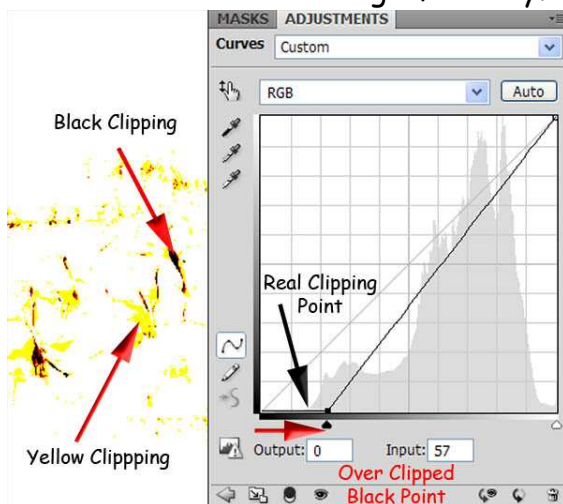 MASKS ADJUSTMENTS
Curves Custom
RGB Auto
Black Clipping
Real Clipping
Point
Yellow Clippping
Output: 0 Input: 57
Over Clipped
Black Point